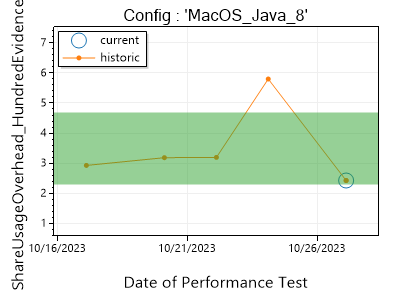 Config : 'MacOS_Java_8'
current
historic
7
6
5
4
3
2
1
ShareUsageOverhead_HundredEvidence
10/16/2023
10/21/2023
10/26/2023
Date of Performance Test